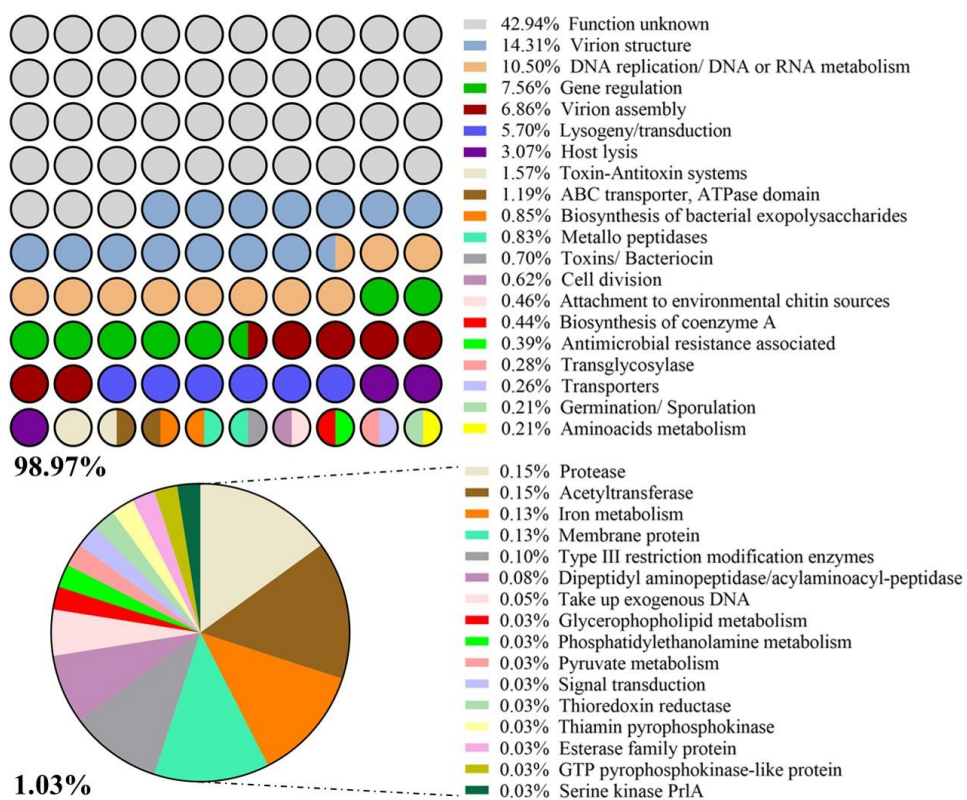 42.94% Function unknown
14.31% Virion structure
10.50% DNA replication/ DNA or RNA metabolism
7.56% Gene regulation
6.86% Virion assembly
5.70% Lysogeny/transduction
3.07% Host lysis
1.57% Toxin-Antitoxin systems
1.19% ABC transporter, ATPase domain
0.85% Biosynthesis of bacterial exopolysaccharides
0.83% Metallo peptidases
0.70% Toxins/ Bacteriocin
0.62% Cell division
0.46% Attachment to environmental chitin sources
0.44% Biosynthesis of coenzyme A
0.39% Antimicrobial resistance associated
0.28% Transglycosylase
0.26% Transporters
0.21% Germination/ Sporulation
0.21% Aminoacids metabolism
98.97%
0.15% Protease
0.15% Acetyltransferase
0.13% Iron metabolism
0.13% Membrane protein
0.10% Type III restriction modification enzymes
0.08% Dipeptidyl aminopeptidase/acylaminoacyl-peptidase
0.05% Take up exogenous DNA
0.03% Glycerophopholipid metabolism
0.03% Phosphatidylethanolamine metabolism
0.03% Pyruvate metabolism
0.03% Signal transduction
0.03% Thioredoxin reductase
0.03% Thiamin pyrophosphokinase
0.03% Esterase family protein
0.03% GTP pyrophosphokinase-like protein
0.03% Serine kinase PrlA
1.03%